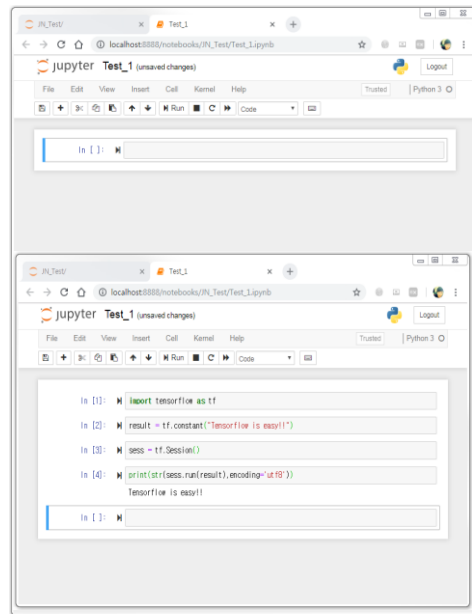 JN_Test/ Test_1
localhost:8888/notebooks/JN_Test/Test_1.ipynb
jupyter Test_1 (unsaved changes) Logout
File Edit View Insert Cell Kernel Help Trusted Python 3
Run Code
In [ ]:
JN_Test/ Test_1
localhost:8888/notebooks/JN_Test/Test_1.ipynb
jupyter Test_1 (unsaved changes) Logout
File Edit View Insert Cell Kernel Help Trusted Python 3
Run Code
In [1]: import tensorflow as tf
In [2]: result = tf.constant("Tensorflow is easy!!")
In [3]: sess = tf.Session()
In [4]: print(str(sess.run(result),encoding='utf8'))
Tensorflow is easy!!
In [ ]: